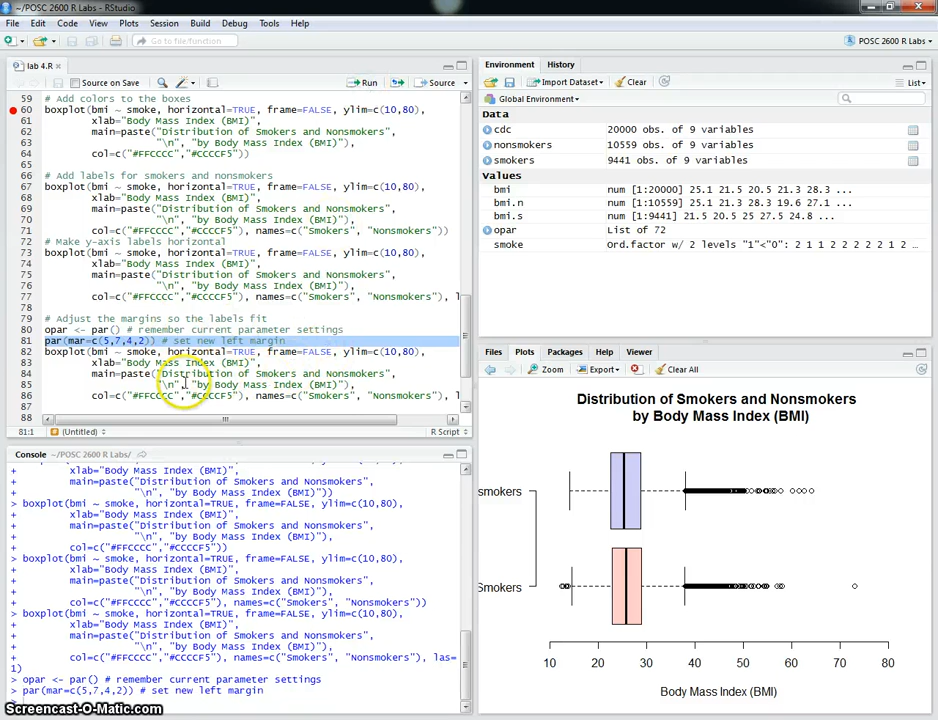 ~/POSC 2600 R Labs - RStudio
File Edit Code View Plots Session Build Debug Tools Help
Go to file/function
POSC 2600 R Labs
lab 4.R
Source on Save Run Source
59 # Add colors to the boxes
60 boxplot(bmi ~ smoke, horizontal=TRUE, frame=FALSE, ylim=c(10,80),
61 xlab="Body Mass Index (BMI)",
62 main=paste("Distribution of Smokers and Nonsmokers",
63 "\n", "by Body Mass Index (BMI)"),
64 col=c("#FFCCCC","#CCCCF5"))
65
66 # Add labels for smokers and nonsmokers
67 boxplot(bmi ~ smoke, horizontal=TRUE, frame=FALSE, ylim=c(10,80),
68 xlab="Body Mass Index (BMI)",
69 main=paste("Distribution of Smokers and Nonsmokers",
70 "\n", "by Body Mass Index (BMI)"),
71 col=c("#FFCCCC","#CCCCF5"), names=c("Smokers", "Nonsmokers"))
72 # Make y-axis labels horizontal
73 boxplot(bmi ~ smoke, horizontal=TRUE, frame=FALSE, ylim=c(10,80),
74 xlab="Body Mass Index (BMI)",
75 main=paste("Distribution of Smokers and Nonsmokers",
76 "\n", "by Body Mass Index (BMI)"),
77 col=c("#FFCCCC","#CCCCF5"), names=c("Smokers", "Nonsmokers"), l
78
79 # Adjust the margins so the labels fit
80 opar <- par() # remember current parameter settings
81 par(mar=c(5,7,4,2)) # set new left margin
82 boxplot(bmi ~ smoke, horizontal=TRUE, frame=FALSE, ylim=c(10,80),
83 xlab="Body Mass Index (BMI)",
84 main=paste("Distribution of Smokers and Nonsmokers",
85 "\n", "by Body Mass Index (BMI)"),
86 col=c("#FFCCCC","#CCCCF5"), names=c("Smokers", "Nonsmokers"), l
87
88
81:1 (Untitled) R Script
Console ~/POSC 2600 R Labs/
+ xlab="Body Mass Index (BMI)",
+ main=paste("Distribution of Smokers and Nonsmokers",
+ "\n", "by Body Mass Index (BMI)"))
> boxplot(bmi ~ smoke, horizontal=TRUE, frame=FALSE, ylim=c(10,80),
+ xlab="Body Mass Index (BMI)",
+ main=paste("Distribution of Smokers and Nonsmokers",
+ "\n", "by Body Mass Index (BMI)"),
+ col=c("#FFCCCC","#CCCCF5"))
> boxplot(bmi ~ smoke, horizontal=TRUE, frame=FALSE, ylim=c(10,80),
+ xlab="Body Mass Index (BMI)",
+ main=paste("Distribution of Smokers and Nonsmokers",
+ "\n", "by Body Mass Index (BMI)"),
+ col=c("#FFCCCC","#CCCCF5"), names=c("Smokers", "Nonsmokers"))
> boxplot(bmi ~ smoke, horizontal=TRUE, frame=FALSE, ylim=c(10,80),
+ xlab="Body Mass Index (BMI)",
+ main=paste("Distribution of Smokers and Nonsmokers",
+ "\n", "by Body Mass Index (BMI)"),
+ col=c("#FFCCCC","#CCCCF5"), names=c("Smokers", "Nonsmokers"), las=
1)
> opar <- par() # remember current parameter settings
> par(mar=c(5,7,4,2)) # set new left margin
Screencast-O-Matic.com
Environment History
Import Dataset Clear List
Global Environment
Data
cdc 20000 obs. of 9 variables
nonsmokers 10559 obs. of 9 variables
smokers 9441 obs. of 9 variables
Values
bmi num [1:20000] 25.1 21.5 20.5 21.3 28.3 ...
bmi.n num [1:10559] 25.1 21.3 28.3 19.6 27.1 ...
bmi.s num [1:9441] 21.5 20.5 25 27.5 24.8 ...
opar List of 72
smoke Ord.factor w/ 2 levels "1"<"0": 2 1 1 2 2 2 2 2 1 2 ...
Files Plots Packages Help Viewer
Zoom Export Clear All
Distribution of Smokers and Nonsmokers
by Body Mass Index (BMI)
smokers
Smokers
10 20 30 40 50 60 70 80
Body Mass Index (BMI)